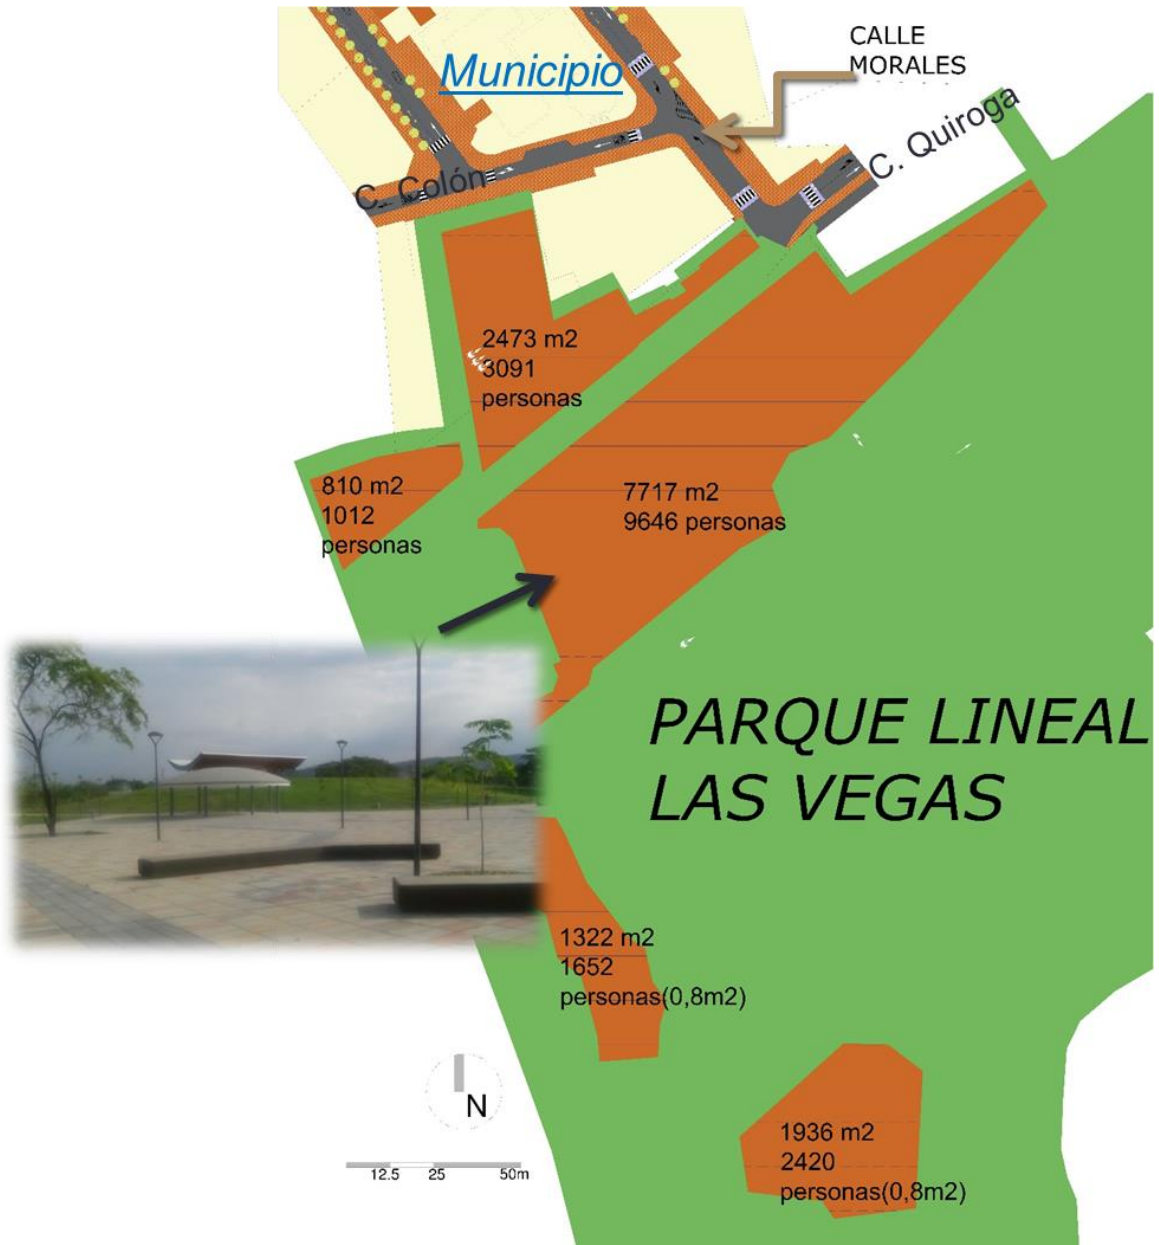 CALLE
MORALES
Municipio
C. Quiroga
C. Colón
2473 m2
3091
personas
810 m2
1012
personas
7717 m2
9646 personas
PARQUE LINEAL
LAS VEGAS
1322 m2
1652
personas(0,8m2)
N
12.5 25 50m
1936 m2
2420
personas(0,8m2)